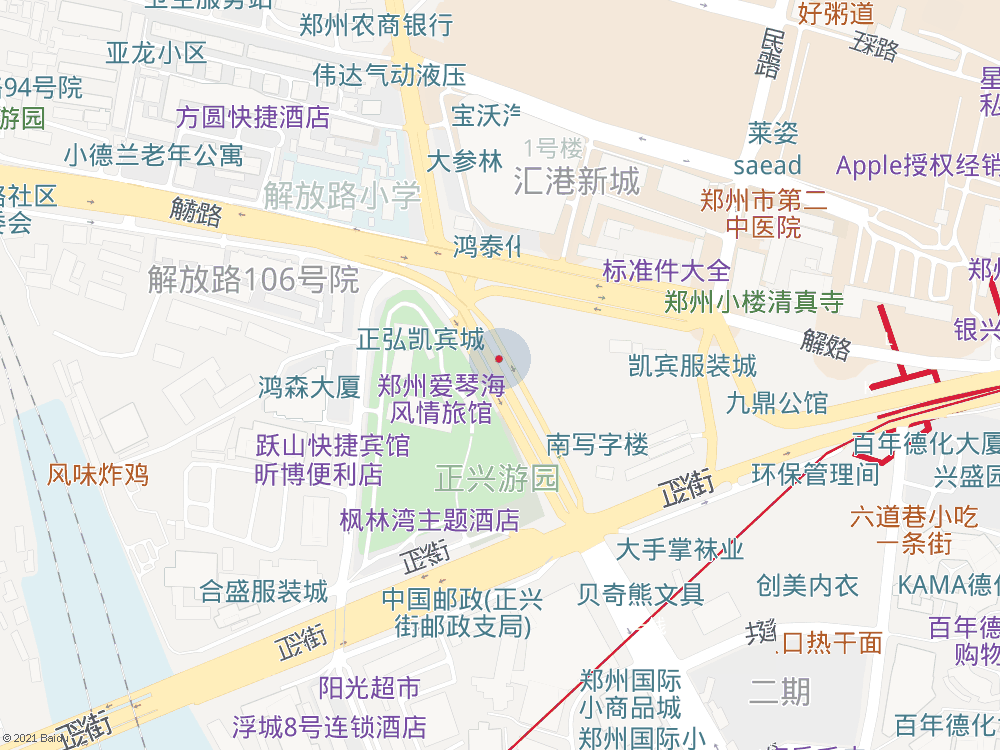 卫生服务站
郑州农商银行
好粥道
亚龙小区
伟达气动液压
94号院
游园
方圆快捷酒店
宝沃汽
莱姿
saead
小德兰老年公寓
大参林
1号楼
汇港新城
Apple授权经销
路社区
委会
解放路小学
郑州市第二
中医院
鸿泰化
解放路106号院
标准件大全
郑州小楼清真寺
正弘凯宾城
银兴
鸿森大厦
郑州爱琴海
风情旅馆
凯宾服装城
九鼎公馆
跃山快捷宾馆
昕博便利店
南写字楼
百年德化大厦
风味炸鸡
正兴游园
环保管理间
兴盛园
枫林湾主题酒店
六道巷小吃
一条街
大手掌袜业
合盛服装城
中国邮政(正兴
街邮政支局)
贝奇熊文具
创美内衣
KAMA德化
百年德
购物
口热干面
阳光超市
郑州国际
小商品城
二期
浮城8号连锁酒店
郑州国际小
百年德化
© 2021 Baidu